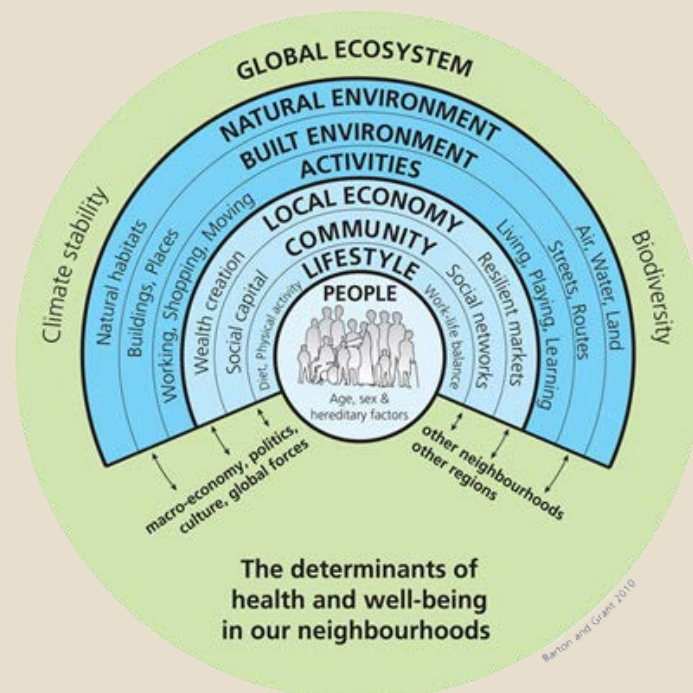 GLOBAL ECOSYSTEM
NATURAL ENVIRONMENT
BUILT ENVIRONMENT
ACTIVITIES
LOCAL ECONOMY
COMMUNITY
LIFESTYLE
PEOPLE
Age, sex &
hereditary factors
Climate stability
Natural habitats
Buildings, Places
Working, Shopping, Moving
Wealth creation
Social capital
Diet, Physical activity
Work-life balance
Social networks
Resilient markets
Living, Playing, Learning
Streets, Routes
Air, Water, Land
Biodiversity
macro-economy, politics,
culture, global forces
other neighbourhoods
other regions
The determinants of
health and well-being
in our neighbourhoods
Barton and Grant 2010